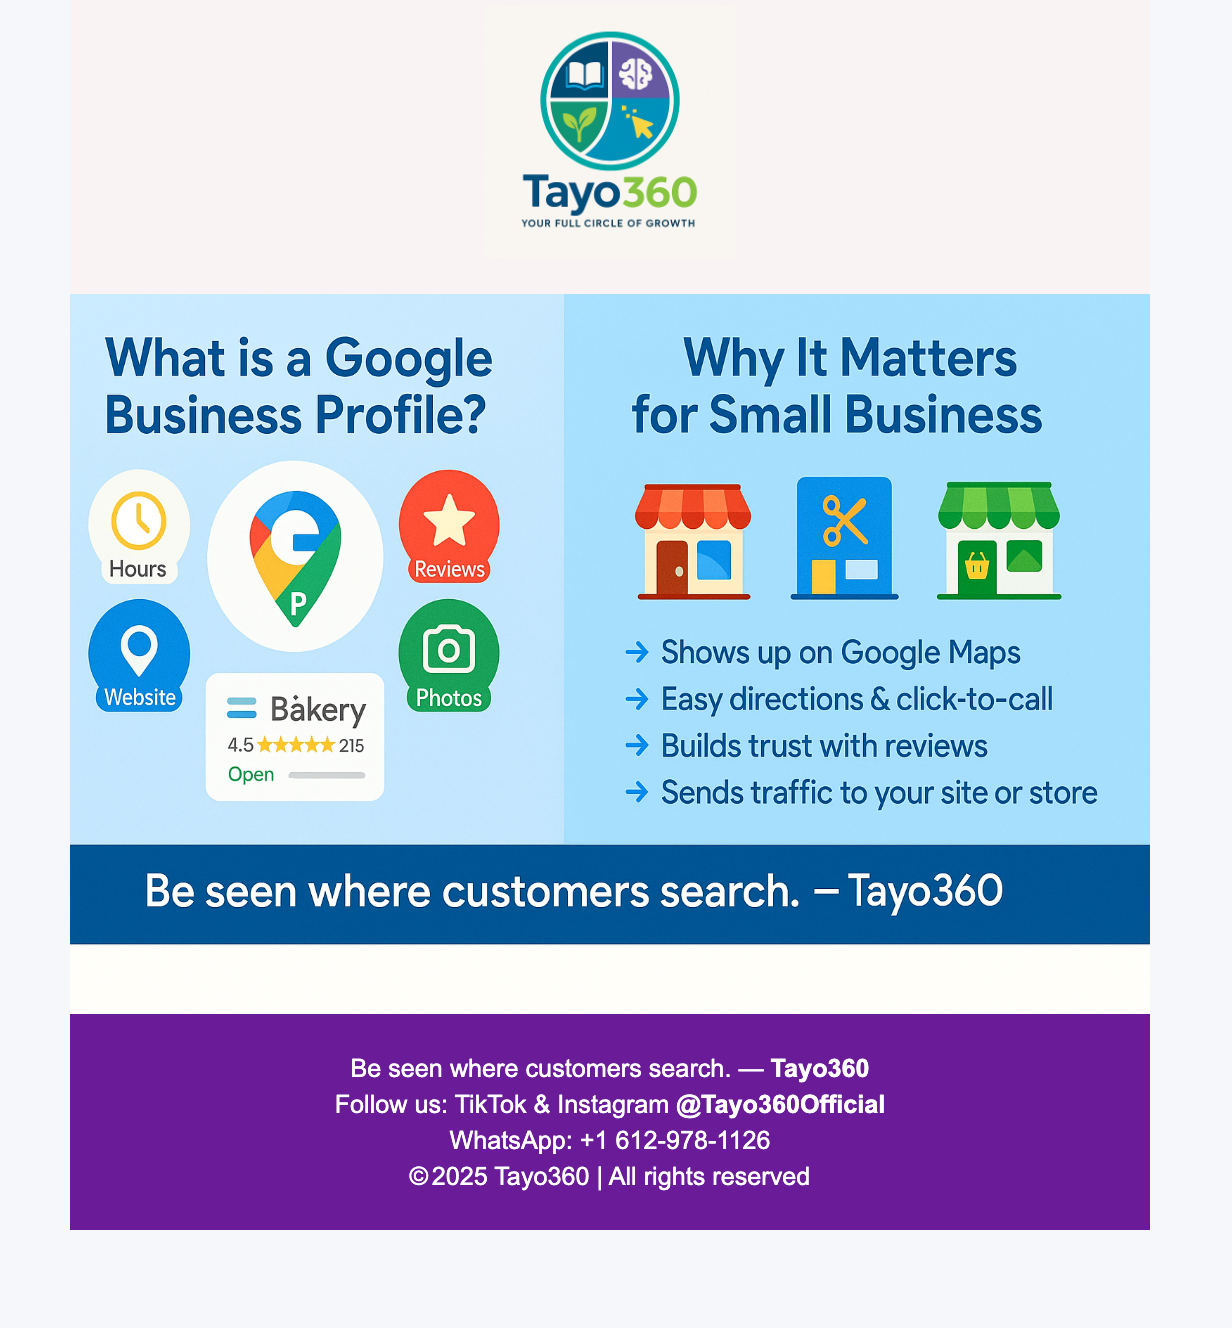 Tayo360
YOUR FULL CIRCLE OF GROWTH
What is a Google
Business Profile?
Hours
Reviews
P
Website
Photos
Bȧkery
4.5★★★★★215
Open
Why It Matters
for Small Business
→ Shows up on Google Maps
→ Easy directions & click-to-call
→ Builds trust with reviews
→ Sends traffic to your site or store
Be seen where customers search. – Tayo360
Be seen where customers search. — Tayo360
Follow us: TikTok & Instagram @Tayo360Official
WhatsApp: +1 612-978-1126
©2025 Tayo360 | All rights reserved